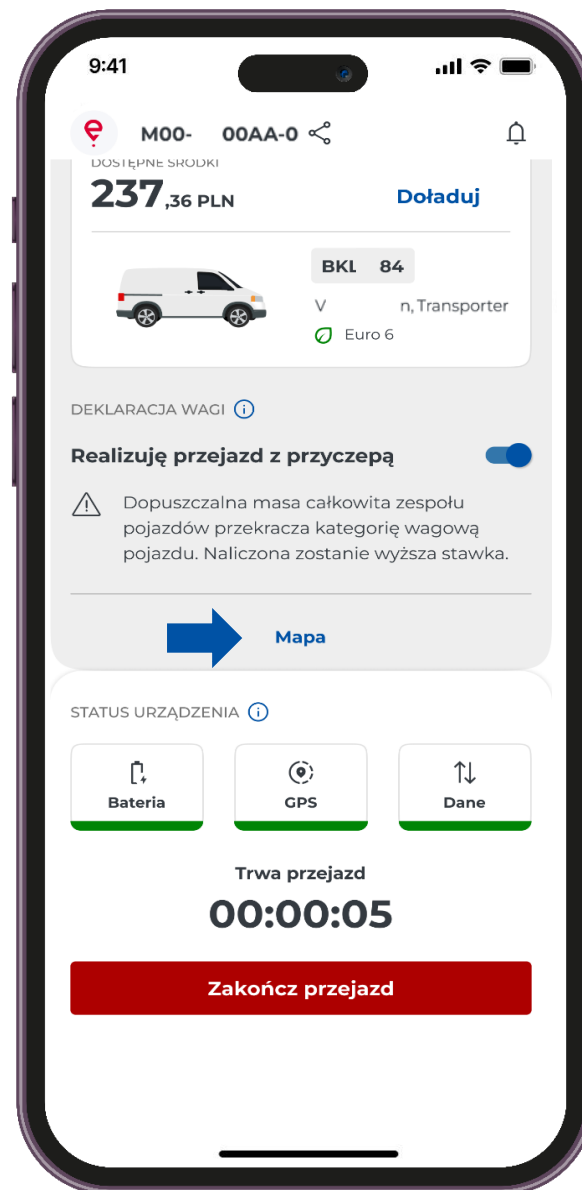 9:41
M00- 00AA-0
DOSTĘPNE ŚRODKI
237,36 PLN
Doładuj
BKL 84
V n, Transporter
Euro 6
DEKLARACJA WAGI
Realizuję przejazd z przyczepą
Dopuszczalna masa całkowita zespołu
pojazdów przekracza kategorię wagową
pojazdu. Naliczona zostanie wyższa stawka.
Mapa
STATUS URZĄDZENIA
Bateria
GPS
Dane
Trwa przejazd
00:00:05
Zakończ przejazd